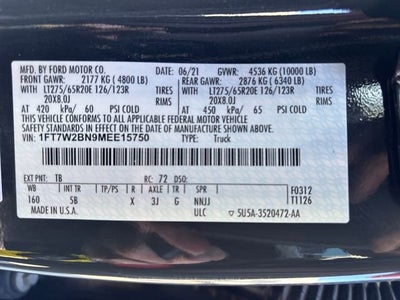 MFD. BY FORD MOTOR CO. 06/21 GVWR: 4536 KG (10000 LB)
FRONT GAWR: 2177 KG ( 4800 LB) REAR GAWR: 2876 KG ( 6340 LB)
WITH WITH
LT275/65R20E 126/123R TIRES LT275/65R20E 126/123R TIRES
20X8.0J RIMS 20X8.0J RIMS
AT 420 kPa/ 60 PSI COLD AT 450 kPa/ 65 PSI COLD
THIS VEHICLE CONFORMS TO ALL APPLICABLE FEDERAL MOTOR VEHICLE
SAFETY STANDARDS IN EFFECT ON THE DATE OF MANUFACTURE SHOWN ABOVE.
VIN: 1FT7W2BN9MEE15750 TYPE: Truck
EXT PNT: TB RC: 72 DSO:
WB INT TR TP/PS R AXLE TR SPR F0312
160 5B X 3J G NNJJ T1126
MADE IN U.S.A. ULC 5U5A-3520472-AA